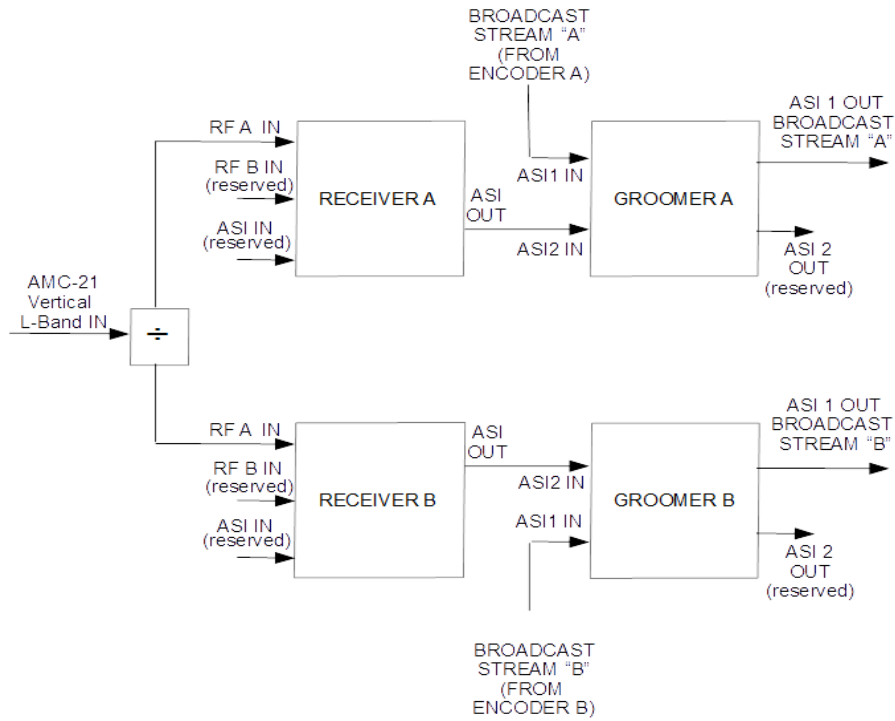 BROADCAST
STREAM “A”
(FROM
ENCODER A)
ASI 1 OUT
BROADCAST
STREAM “A”
RF A IN
RF B IN
(reserved)
ASI IN
(reserved)
RECEIVER A
ASI
OUT
ASI1 IN
ASI2 IN
GROOMER A
ASI 2
OUT
(reserved)
AMC-21
Vertical
L-Band IN
÷
RF A IN
RF B IN
(reserved)
ASI IN
(reserved)
RECEIVER B
ASI
OUT
ASI2 IN
ASI1 IN
GROOMER B
ASI 1 OUT
BROADCAST
STREAM “B”
ASI 2
OUT
(reserved)
BROADCAST
STREAM “B”
(FROM
ENCODER B)